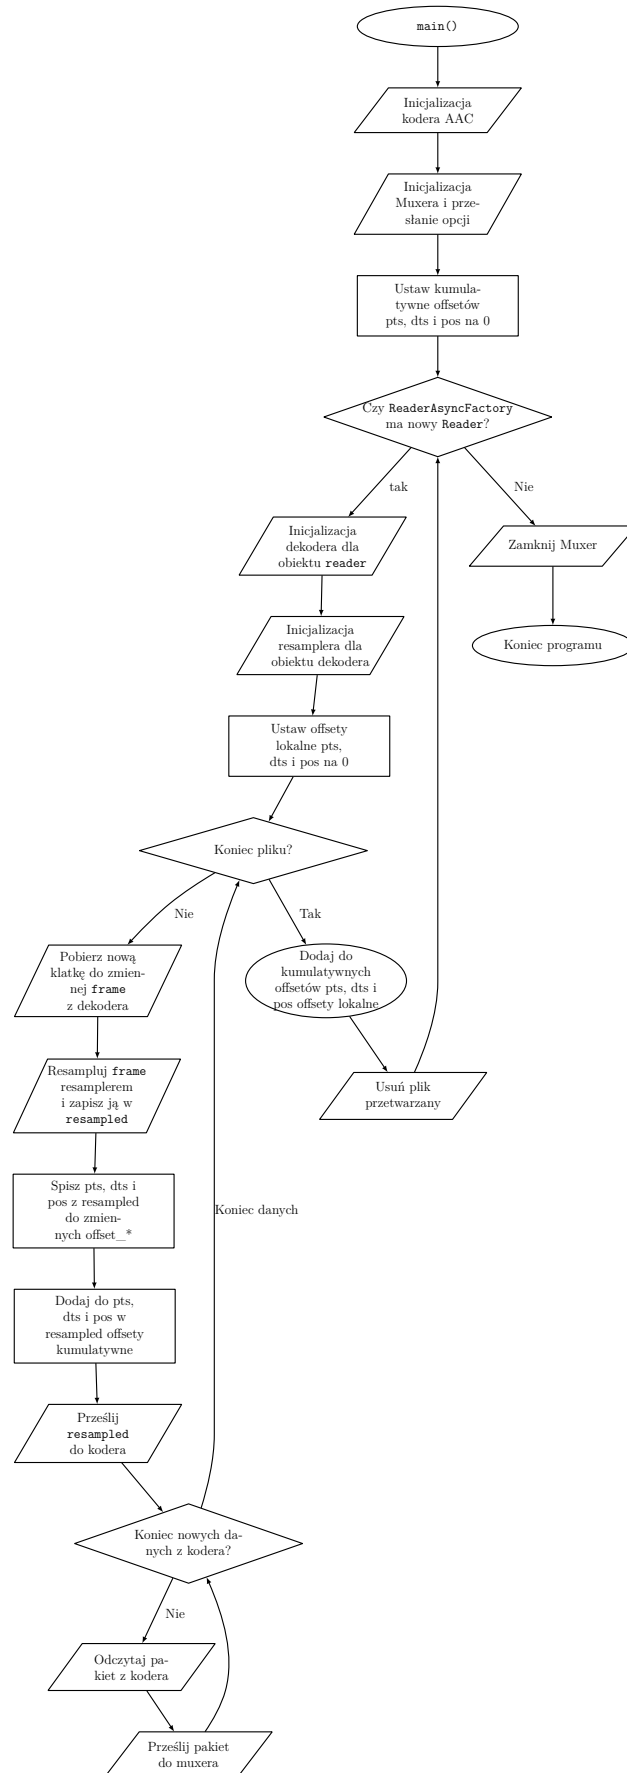 main()
Inicjalizacja
kodera AAC
Inicjalizacja
Muxera i prze-
słanie opcji
Ustaw kumula-
tywne offsetów
pts, dts i pos na 0
Czy ReaderAsyncFactory
ma nowy Reader?
tak
Nie
Inicjalizacja
dekodera dla
obiektu reader
Zamknij Muxer
Inicjalizacja
resamplera dla
obiektu dekodera
Koniec programu
Ustaw offsety
lokalne pts,
dts i pos na 0
Koniec pliku?
Nie
Tak
Pobierz nową
klatkę do zmien-
nej frame
z dekodera
Dodaj do
kumulatywnych
offsetów pts, dts i
pos offsety lokalne
Resampluj frame
resamplerem
i zapisz ją w
resampled
Usuń plik
przetwarzany
Spisz pts, dts i
pos z resampled
do zmien-
nych offset_*
Koniec danych
Dodaj do pts,
dts i pos w
resampled offsety
kumulatywne
Prześlij
resampled
do kodera
Koniec nowych da-
nych z kodera?
Nie
Odczytaj pa-
kiet z kodera
Prześlij pakiet
do muxera